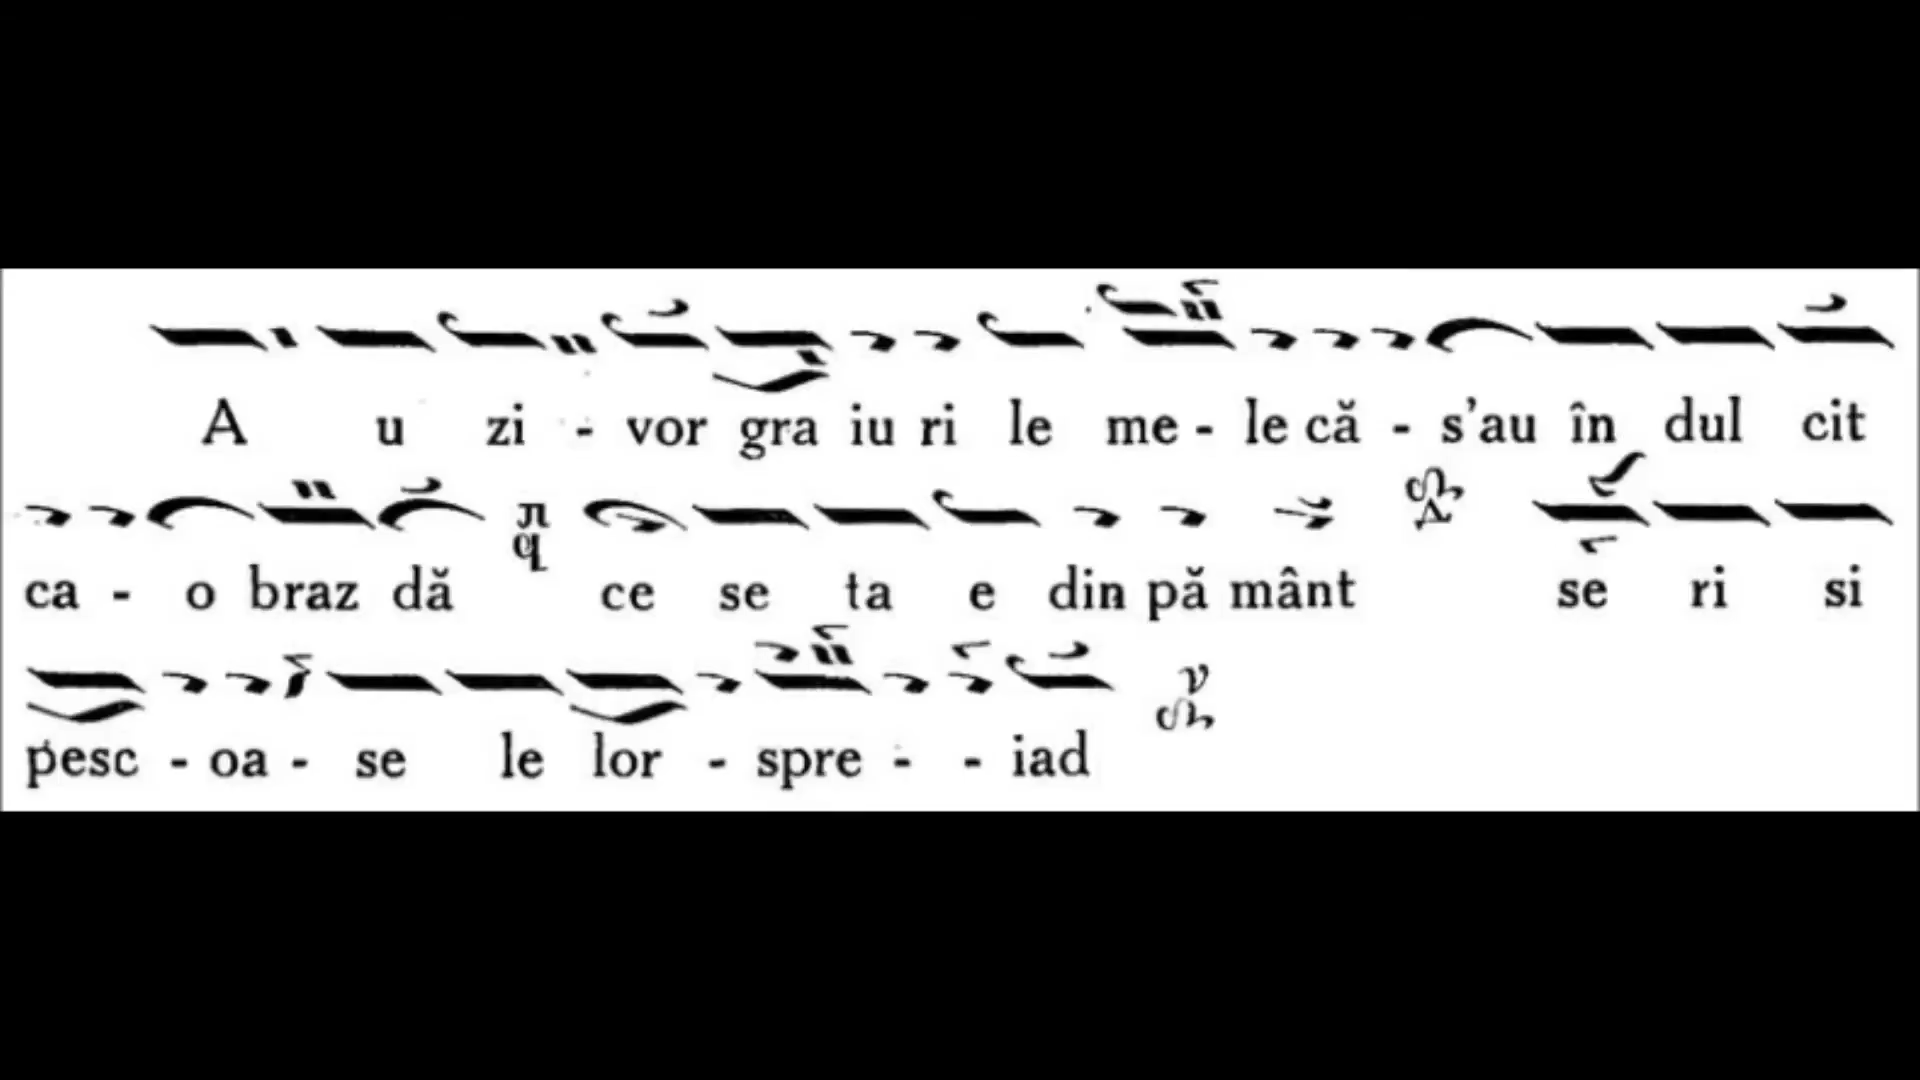 A u zi - vor gra iu ri le me - le că - s'au în dul cit
ca - o braz dă ce se ta e din pă mânt se ri si
pesc - oa - se le lor - spre - - iad